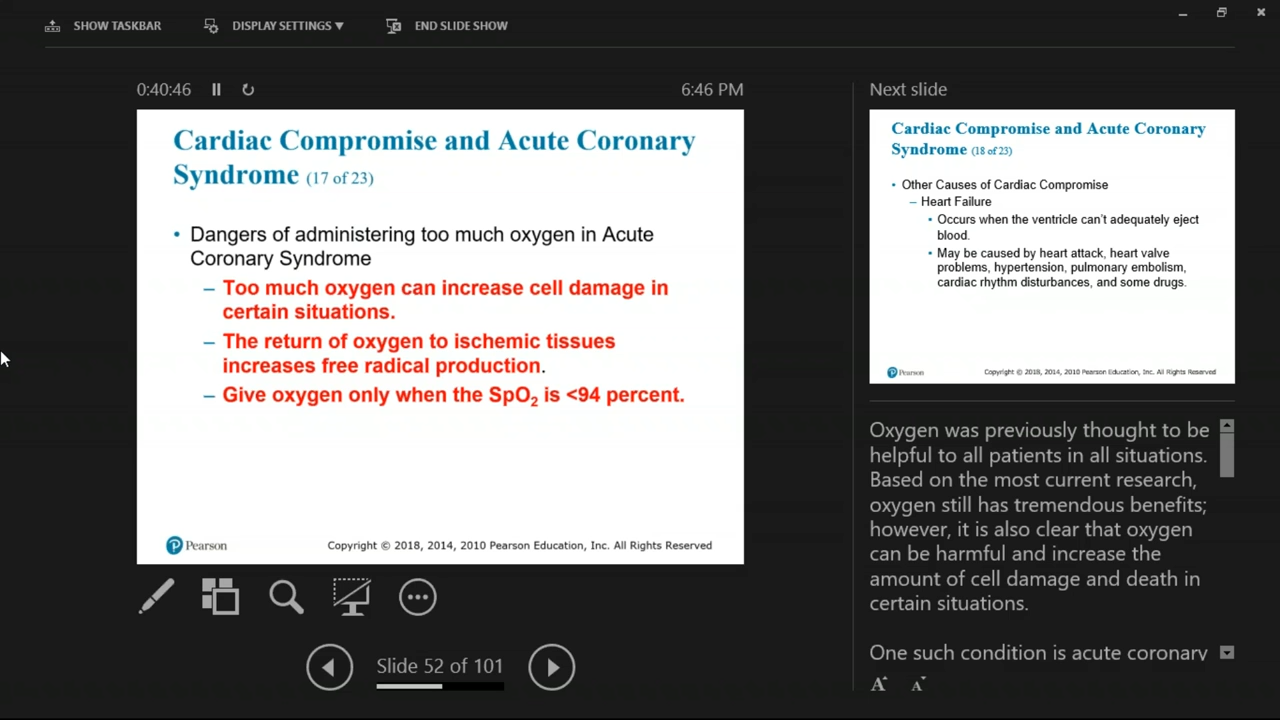 SHOW TASKBAR
DISPLAY SETTINGS ▼
END SLIDE SHOW
0:40:46
6:46 PM
Cardiac Compromise and Acute Coronary
Syndrome (17 of 23)
• Dangers of administering too much oxygen in Acute
Coronary Syndrome
– Too much oxygen can increase cell damage in
certain situations.
– The return of oxygen to ischemic tissues
increases free radical production.
– Give oxygen only when the SpO₂ is <94 percent.
Pearson
Copyright © 2018, 2014, 2010 Pearson Education, Inc. All Rights Reserved
Slide 52 of 101
Next slide
Cardiac Compromise and Acute Coronary
Syndrome (18 of 23)
• Other Causes of Cardiac Compromise
– Heart Failure
▪ Occurs when the ventricle can't adequately eject
blood.
▪ May be caused by heart attack, heart valve
problems, hypertension, pulmonary embolism,
cardiac rhythm disturbances, and some drugs.
Pearson
Copyright © 2018, 2014, 2010 Pearson Education, Inc. All Rights Reserved
Oxygen was previously thought to be
helpful to all patients in all situations.
Based on the most current research,
oxygen still has tremendous benefits;
however, it is also clear that oxygen
can be harmful and increase the
amount of cell damage and death in
certain situations.
One such condition is acute coronary
A A